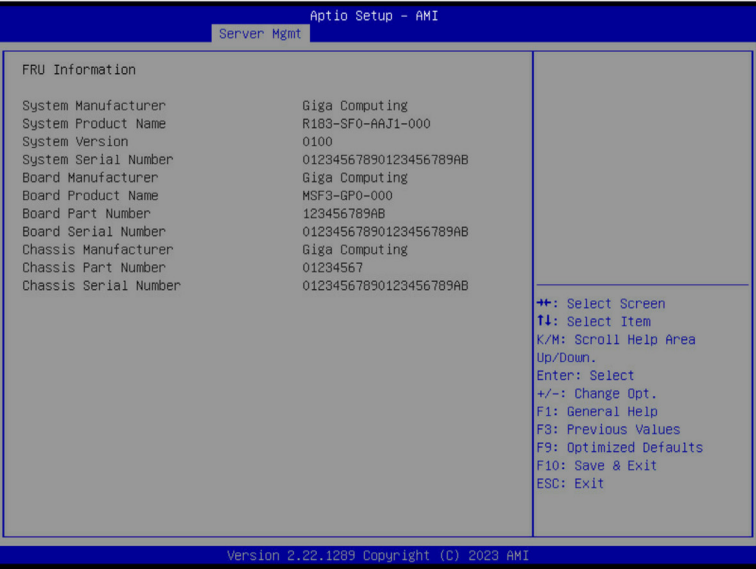 Aptio Setup - AMI
Server Mgmt
FRU Information
System Manufacturer Giga Computing
System Product Name R183-SF0-AAJ1-000
System Version 0100
System Serial Number 01234567890123456789AB
Board Manufacturer Giga Computing
Board Product Name MSF3-GP0-000
Board Part Number 123456789AB
Board Serial Number 01234567890123456789AB
Chassis Manufacturer Giga Computing
Chassis Part Number 01234567
Chassis Serial Number 01234567890123456789AB
→←: Select Screen
↑↓: Select Item
K/M: Scroll Help Area
Up/Down.
Enter: Select
+/-: Change Opt.
F1: General Help
F3: Previous Values
F9: Optimized Defaults
F10: Save & Exit
ESC: Exit
Version 2.22.1289 Copyright (C) 2023 AMI